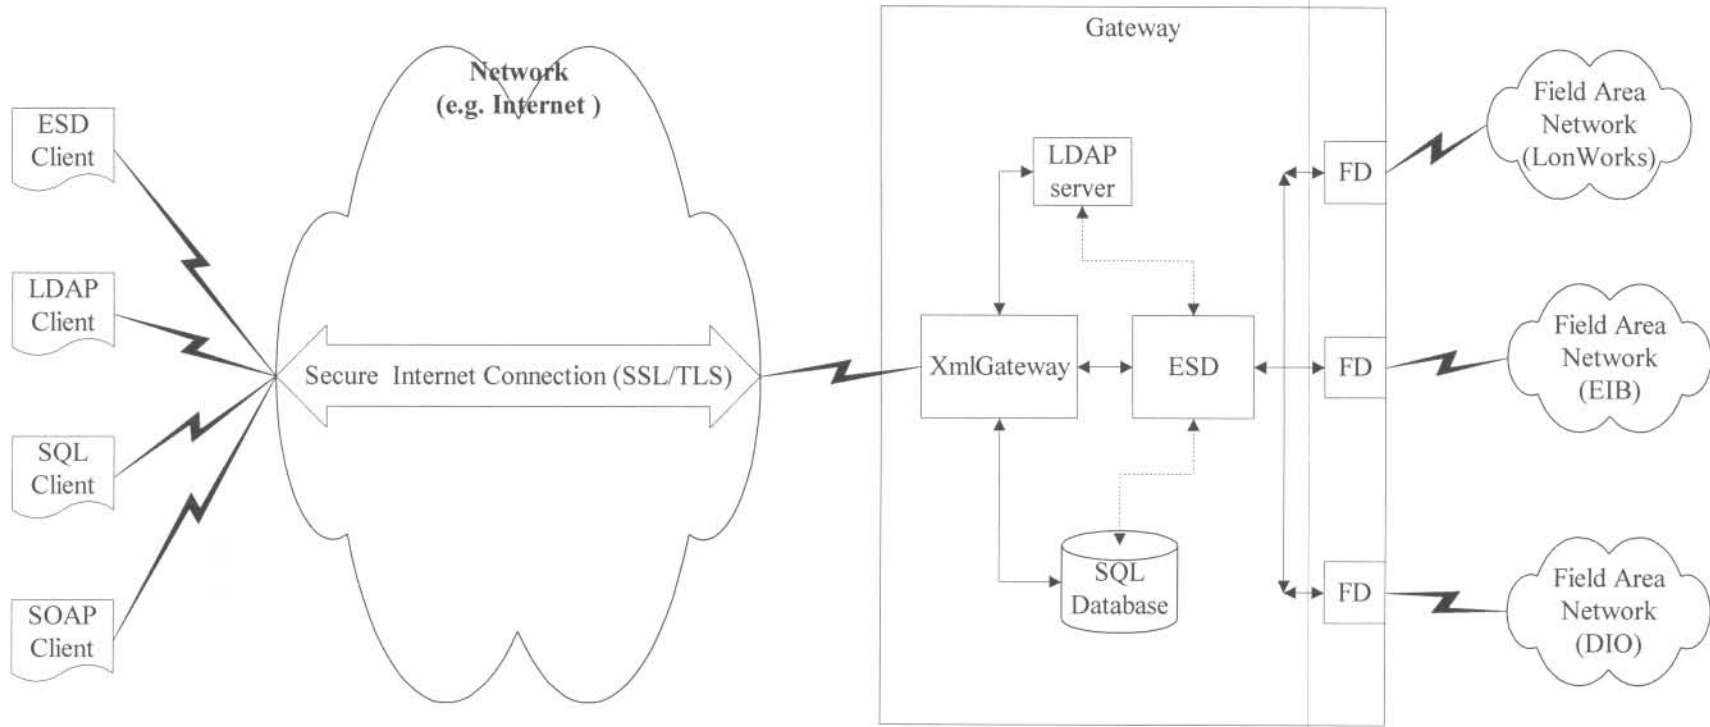 ESD
Client
LDAP
Client
SQL
Client
SOAP
Client
Network
(e.g. Internet )
Secure Internet Connection (SSL/TLS)
Gateway
LDAP
server
XmlGateway
ESD
SQL
Database
FD
FD
FD
Field Area
Network
(LonWorks)
Field Area
Network
(EIB)
Field Area
Network
(DIO)